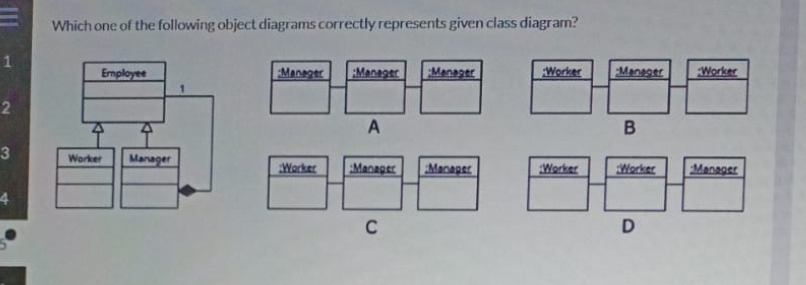 Which one of the following object diagrams correctly represents given class diagram?
1
Employee
1
:Manager :Manager :Manager
:Worker :Manager :Worker
2
A
B
3
Worker Manager
:Worker :Manager :Manager
:Worker :Worker :Manager
4
C
D
5